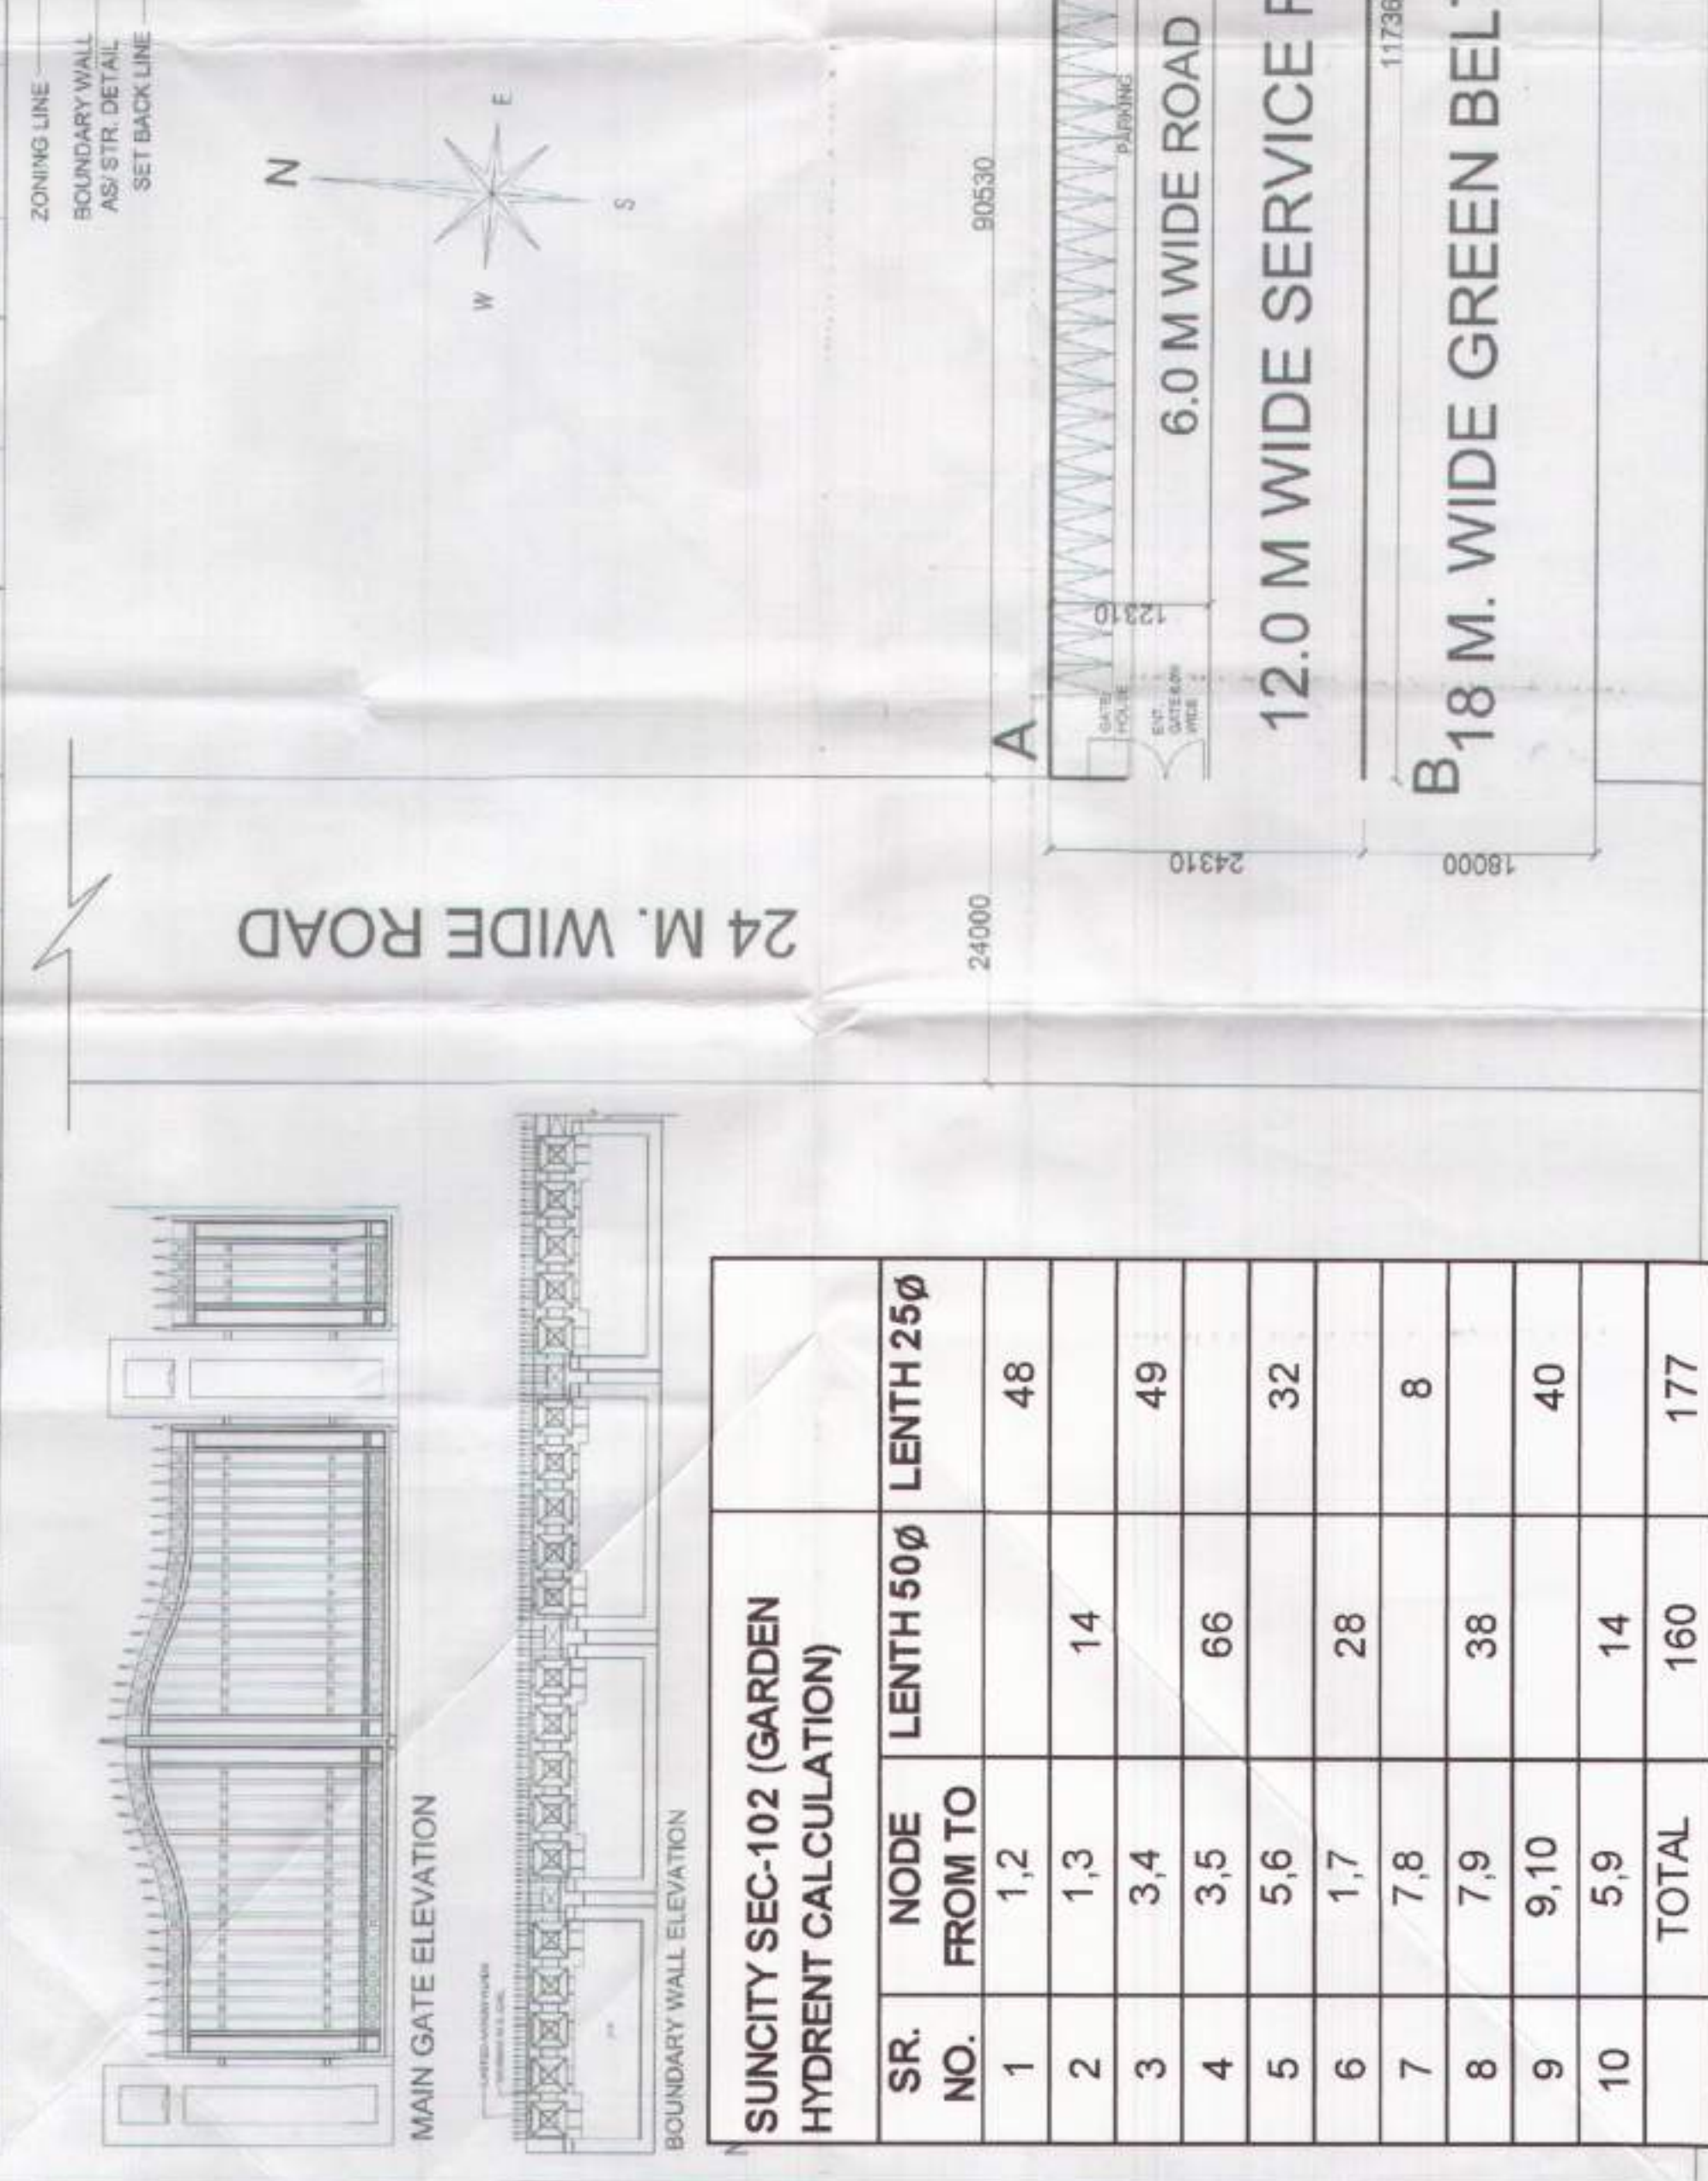 ZONING LINE
BOUNDARY WALL
AS/ STR. DETAIL
SET BACK LINE
N
E
S
W
MAIN GATE ELEVATION
BOUNDARY WALL ELEVATION
24 M. WIDE ROAD
24000
90530
A
PARKING
6.0 M WIDE ROAD
12310
GATE
HOUSE
ENT.
GATE 6.0M
WIDE
12.0 M WIDE SERVICE
24310
11736
B
18 M. WIDE GREEN BEL
18000
SUNCITY SEC-102 (GARDEN
HYDRENT CALCULATION)
SR. NODE LENTH 50Ø LENTH 25Ø
NO. FROM TO
1 1,2 48
2 1,3 14
3 3,4 49
4 3,5 66
5 5,6 32
6 1,7 28
7 7,8 8
8 7,9 38
9 9,10 40
10 5,9 14
TOTAL 160 177